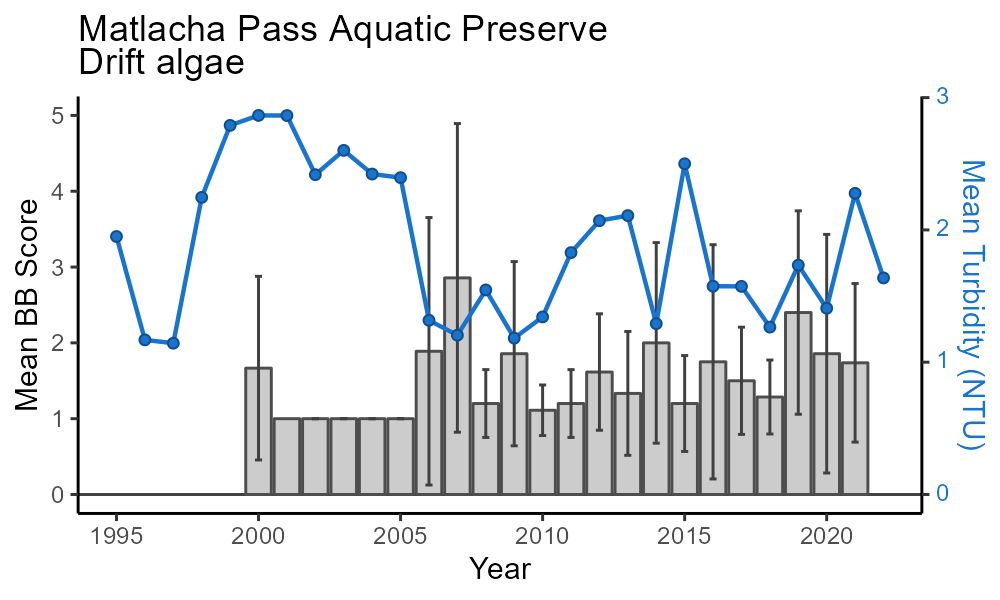 Matlacha Pass Aquatic Preserve
Drift algae
5
4
3
2
1
0
Mean BB Score
3
2
1
0
Mean Turbidity (NTU)
1995 2000 2005 2010 2015 2020
Year